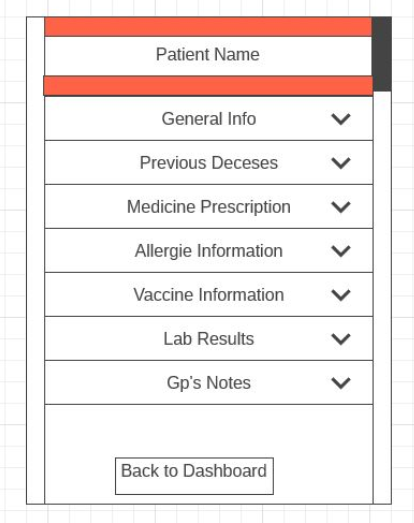 Patient Name
General Info
Previous Deceses
Medicine Prescription
Allergie Information
Vaccine Information
Lab Results
Gp's Notes
Back to Dashboard